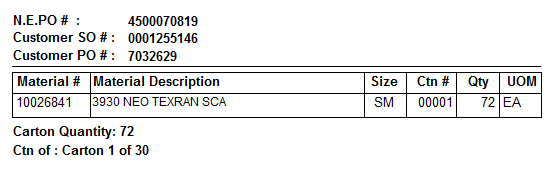 N.E.PO # : 4500070819
Customer SO # : 0001255146
Customer PO # : 7032629
Material # Material Description Size Ctn # Qty UOM
10026841 3930 NEO TEXRAN SCA SM 00001 72 EA
Carton Quantity: 72
Ctn of : Carton 1 of 30